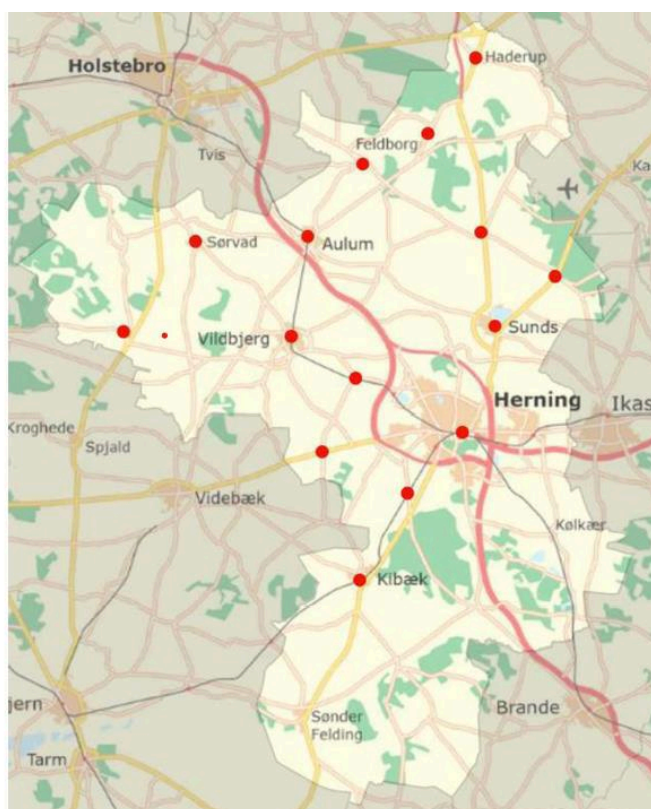 Haderup
Holstebro
Feldborg
Tvis
Ka
Sørvad
Aulum
Vildbjerg
Sunds
Herning
Ikas
Kroghede
Spjald
Videbæk
Kølkær
Kibæk
jern
Sønder
Felding
Brande
Tarm